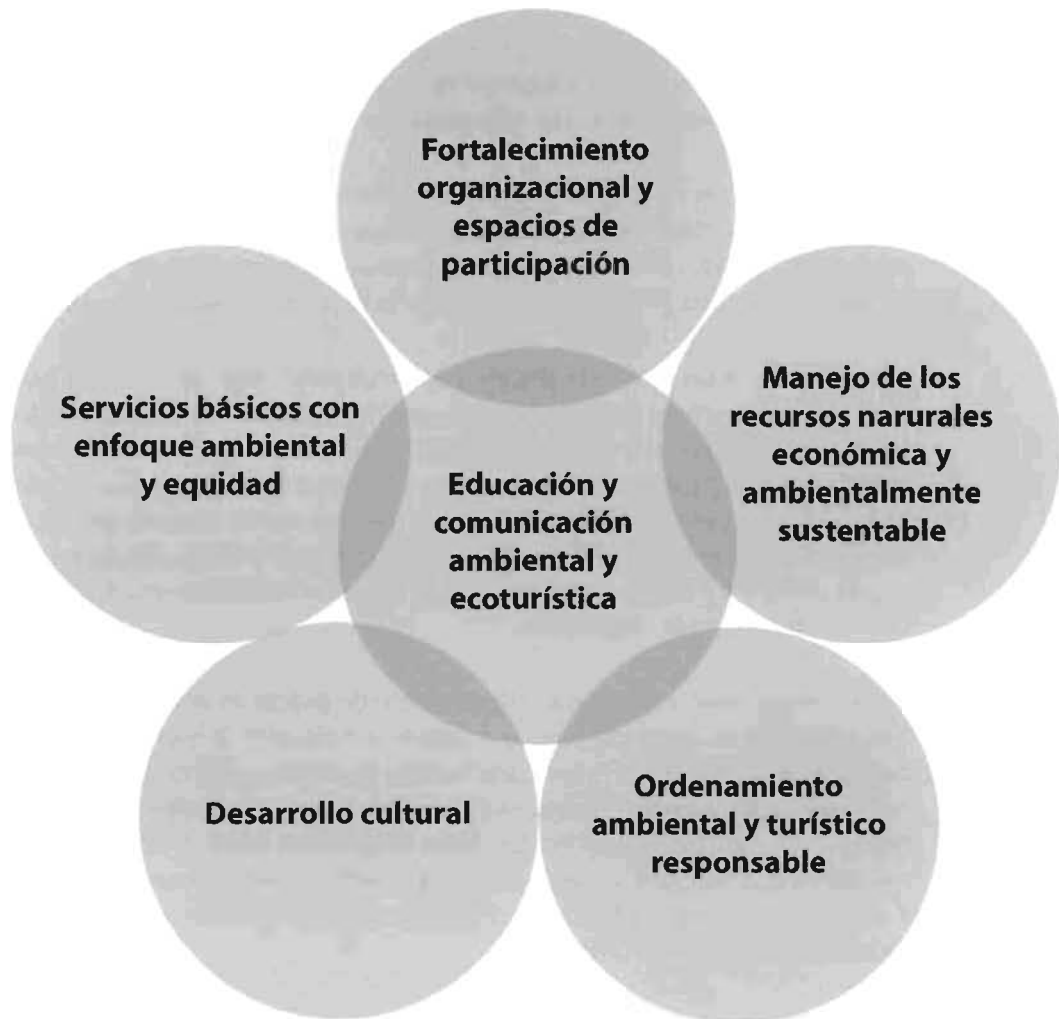 Fortalecimiento
organizacional y
espacios de
participación
Servicios básicos con
enfoque ambiental
y equidad
Manejo de los
recursos narurales
económica y
ambientalmente
sustentable
Educación y
comunicación
ambiental y
ecoturística
Desarrollo cultural
Ordenamiento
ambiental y turístico
responsable